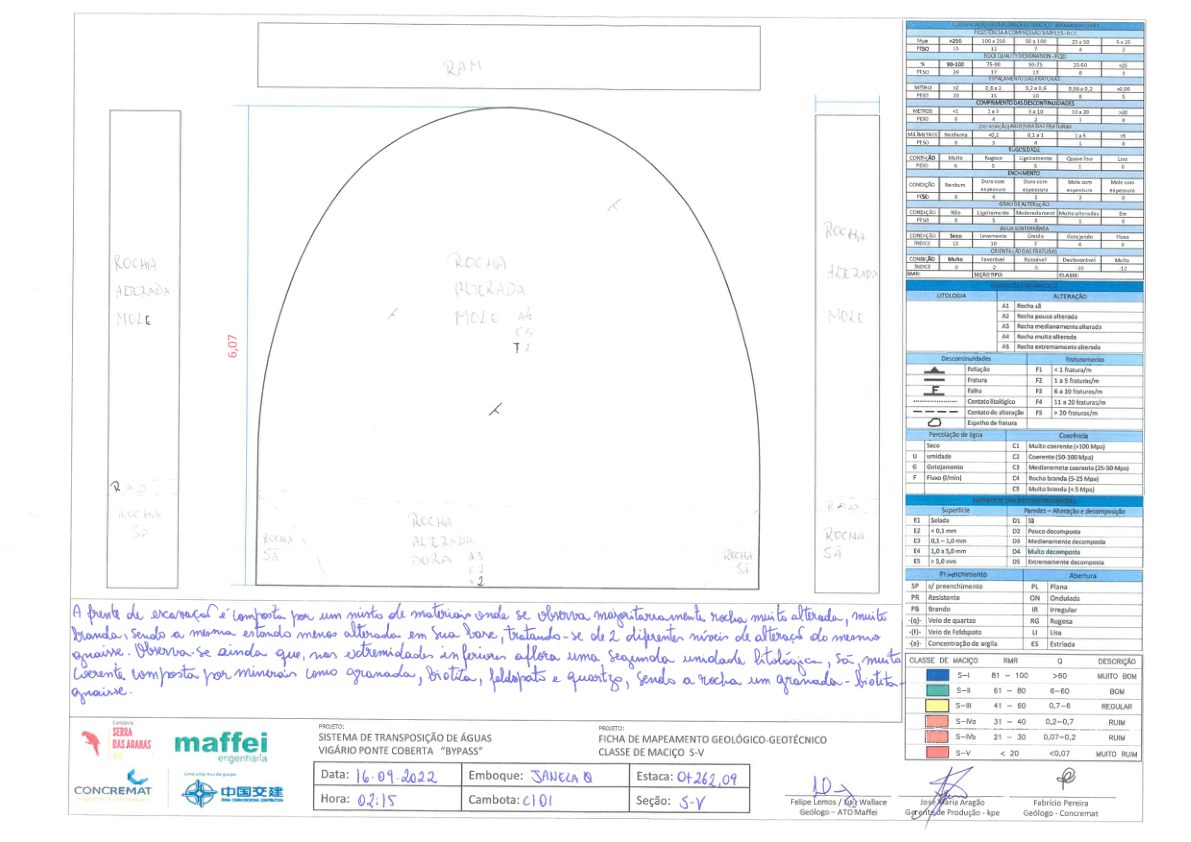 RAM
ROCHA
ALTERADA
MOLE
ROCHA
SÃ
6,07
ROCHA
ALTERADA
MOLE A4
C5
T2
ROCHA
SÃ
ROCHA
ALTERADA
DURA A3
2
ROCHA
SÃ
ROCHA
ALTERADA
MOLE
ROCHA
SÃ
A frente de escavação é composta por um misto de materiais onde se observa majoritariamente rocha muito alterada, muito
branda, sendo a mesma estando menos alterada em sua base, tratando-se de 2 diferentes níveis de alteração do mesmo
gnaisse. Observa-se ainda que, nas extremidades inferiores aflora uma segunda unidade litológica, sã, muito
coerente composta por minerais como granada, biotita, feldspato e quartzo, sendo a rocha um granada-biotita-
gnaisse.
RESISTÊNCIA A COMPRESSÃO SIMPLES - RCS
Mpa >250 100 a 250 50 a 100 25 a 50 5 a 25
PESO 15 12 7 4 2
ROCK QUALITY DESIGNATION - RQD
% 90-100 75-90 50-75 25-50 <25
PESO 20 17 13 8 3
ESPAÇAMENTO DAS FRATURAS
METRO >2 0,6 a 2 0,2 a 0,6 0,06 a 0,2 <0,06
PESO 20 15 10 8 5
COMPRIMENTO DAS DESCONTINUIDADES
METROS <1 1 a 3 3 a 10 10 a 20 >20
PESO 6 4 2 1 0
MILÍMETROS Nenhuma <0,1 0,1 a 1 1 a 5 >5
PESO 6 5 4 1 0
RUGOSIDADE
CONDIÇÃO Muito Rugoso Ligeiramente Quase liso Liso
PESO 6 5 3 1 0
ENCHIMENTO
CONDIÇÃO Nenhum Duro com espessura Duro com espessura Mole com espessura Mole com espessura
PESO 6 4 2 2 0
GRAU DE ALTERAÇÃO
CONDIÇÃO Não Ligeiramente Moderadament Muito alteradas Em
PESO 6 5 3 1 0
ÁGUA SUBTERRÂNEA
CONDIÇÃO Seco Levemente Úmido Gotejando Fluxo
ÍNDICE 15 10 7 4 0
ORIENTAÇÃO DAS FRATURAS
CONDIÇÃO Muito Favorável Razoável Desfavorável Muito
ÍNDICE 0 -2 -5 -10 -12
RMR: SEÇÃO TIPO: CLASSE:
LITOLOGIA ALTERAÇÃO
A1 Rocha sã
A2 Rocha pouco alterada
A3 Rocha medianamente alterada
A4 Rocha muito alterada
A5 Rocha extremamente alterada
Descontinuidades Fraturamento
Foliação F1 < 1 fratura/m
Fratura F2 1 a 5 fraturas/m
F Falha F3 6 a 10 fraturas/m
Contato litológico F4 11 a 20 fraturas/m
Contato de alteração F5 > 20 fraturas/m
Espelho de fratura
Percolação de água Coerência
Seco C1 Muito coerente (>100 Mpa)
U umidade C2 Coerente (50-100 Mpa)
G Gotejamento C3 Medianamete coerente (25-50 Mpa)
F Fluxo (l/min) C4 Rocha branda (5-25 Mpa)
C5 Muito branda (< 5 Mpa)
Superfície Paredes – Alteração e decomposição
E1 Selada D1 Sã
E2 < 0,1 mm D2 Pouco decomposta
E3 0,1 – 1,0 mm D3 Medianamente decomposta
E4 1,0 a 5,0 mm D4 Muito decomposta
E5 > 5,0 mm D5 Extremamente decomposta
Preenchimento Abertura
SP s/ preenchimento PL Plana
PR Resistente ON Ondulada
PB Brando IR Irregular
-(q)- Veio de quartzo RG Rugosa
-(f)- Veio de Feldspato LI Lisa
-(a)- Concentração de argila ES Estriada
CLASSE DE MACIÇO RMR Q DESCRIÇÃO
S-I 81 - 100 >60 MUITO BOM
S-II 61 - 80 6-60 BOM
S-III 41 - 60 0,7-6 REGULAR
S-IVa 31 - 40 0,2-0,7 RUIM
S-IVb 21 - 30 0,07-0,2 RUIM
S-V < 20 <0,07 MUITO RUIM
SERRA
DAS ARARAS
maffei
engenharia
CONCREMAT
中国交建
PROJETO:
SISTEMA DE TRANSPOSIÇÃO DE ÁGUAS
VIGÁRIO PONTE COBERTA "BYPASS"
PROJETO:
FICHA DE MAPEAMENTO GEOLÓGICO-GEOTÉCNICO
CLASSE DE MACIÇO S-V
Data: 16-09-2022 Emboque: JANELA Estaca: 0+262,09
Hora: 02:15 Cambota: C101 Seção: S-V
Felipe Lemos / Luiz Wallace
Geólogo – ATO Maffei
José Maria Aragão
Gerente de Produção - kpe
Fabrício Pereira
Geólogo - Concremat